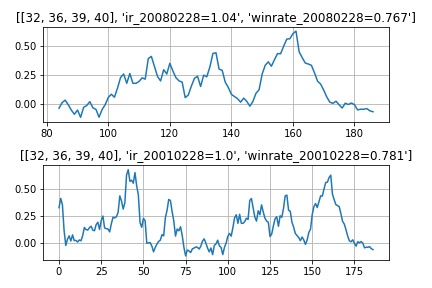 [[32, 36, 39, 40], 'ir_20080228=1.04', 'winrate_20080228=0.767']
0.50
0.25
0.00
80 100 120 140 160 180
[[32, 36, 39, 40], 'ir_20010228=1.0', 'winrate_20010228=0.781']
0.50
0.25
0.00
0 25 50 75 100 125 150 175